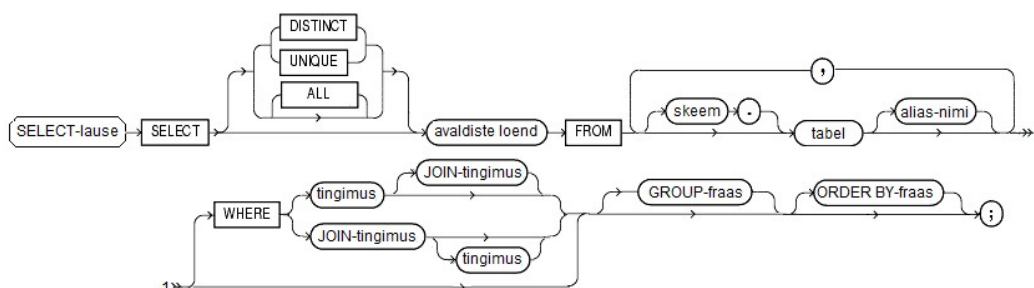 DISTINCT
UNIQUE
ALL
,
SELECT-lause SELECT avaldiste loend FROM skeem . tabel alias-nimi
JOIN-tingimus
tingimus
WHERE
JOIN-tingimus
tingimus
GROUP-fraas ORDER BY-fraas ;
1